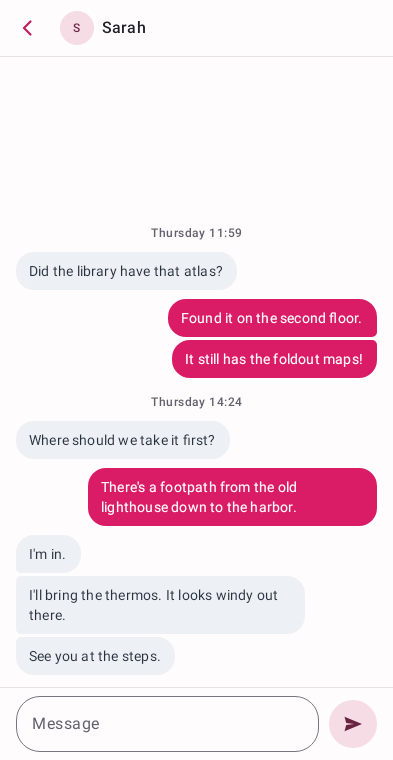 S
Sarah
Thursday 11:59
Did the library have that atlas?
Found it on the second floor.
It still has the foldout maps!
Thursday 14:24
Where should we take it first?
There's a footpath from the old
lighthouse down to the harbor.
I'm in.
I'll bring the thermos. It looks windy out
there.
See you at the steps.
Message